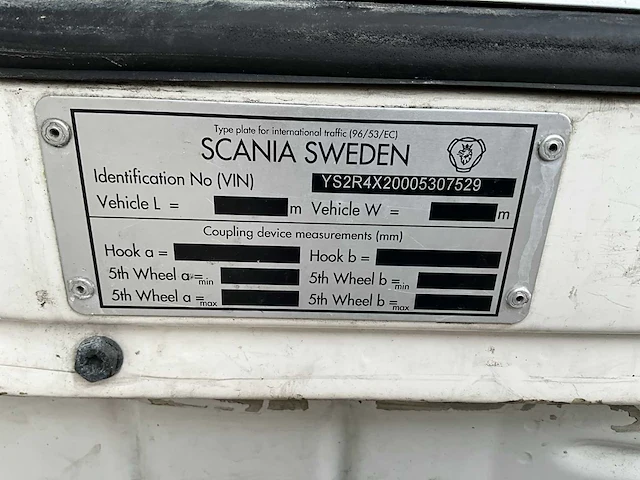 Type plate for international traffic (96/53/EC)
SCANIA SWEDEN
Identification No (VIN) YS2R4X20005307529
Vehicle L = m Vehicle W = m
Coupling device measurements (mm)
Hook a = Hook b =
5th Wheel a=min 5th Wheel b =min
5th Wheel a =max 5th Wheel b =max